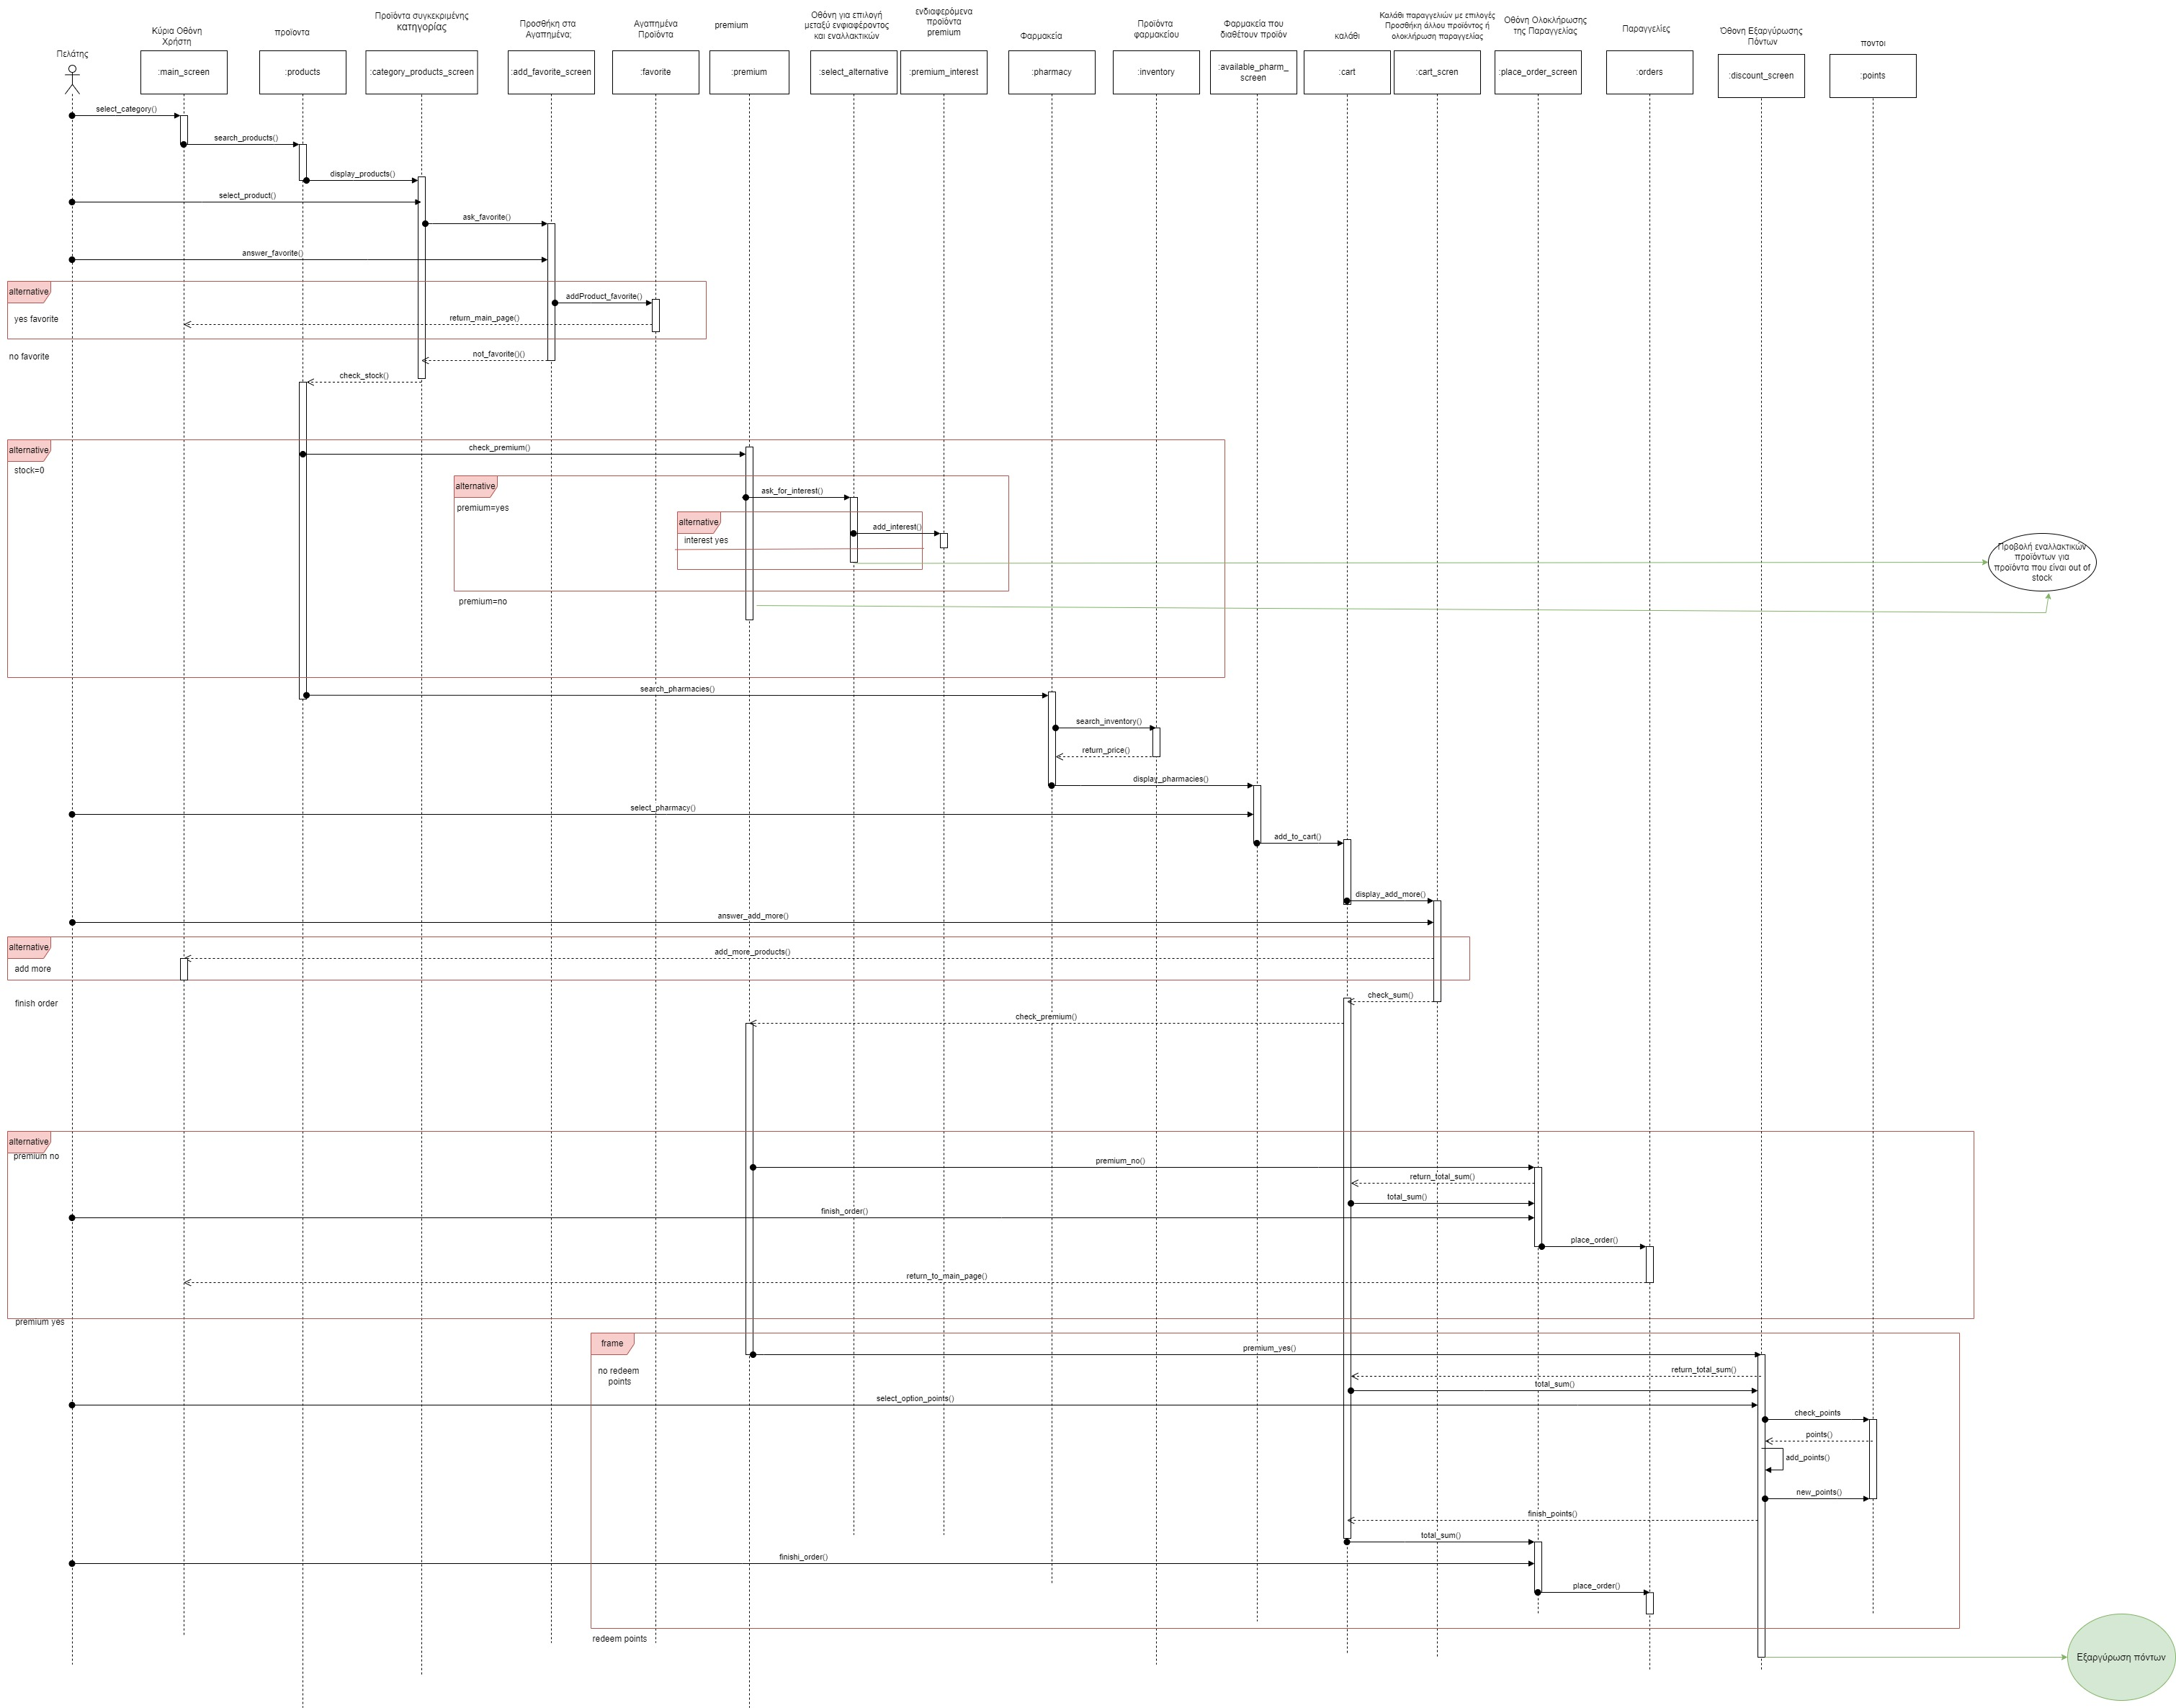 Πελάτης
Κύρια Οθόνη
Χρήστη
:main_screen
προϊοντα
:products
Προϊόντα συγκεκριμένης
κατηγορίας
:category_products_screen
Προσθήκη στα
Αγαπημένα;
:add_favorite_screen
Αγαπημένα
Προϊόντα
:favorite
premium
:premium
Οθόνη για επιλογή
μεταξύ ενφιαφέροντός
και εναλλακτικών
:select_alternative
ενδιαφερόμενα
προϊόντα
premium
:premium_interest
Φαρμακεία
:pharmacy
Προϊόντα
φαρμακείου
:inventory
Φαρμακεία που
διαθέτουν προϊόν
:available_pharm_
screen
καλάθι
:cart
Καλάθι παραγγελιών με επιλογές
Προσθήκη άλλου προϊόντος ή
ολοκλήρωση παραγγελίας
:cart_scren
Οθόνη Ολοκλήρωσης
της Παραγγελίας
:place_order_screen
Παραγγελίες
:orders
Όθονη Εξαργύρωσης
Πόντων
:discount_screen
ποντοι
:points
select_category()
search_products()
display_products()
select_product()
ask_favorite()
answer_favorite()
alternative
addProduct_favorite()
yes favorite
return_main_page()
no favorite
not_favorite()()
check_stock()
alternative
check_premium()
stock=0
alternative
ask_for_interest()
premium=yes
alternative
add_interest()
interest yes
Προβολή εναλλακτικών
προϊόντων για
προϊόντα που είναι out of
stock
premium=no
search_pharmacies()
search_inventory()
return_price()
display_pharmacies()
select_pharmacy()
add_to_cart()
display_add_more()
answer_add_more()
alternative
add_more_products()
add more
check_sum()
finish order
check_premium()
alternative
premium no
premium_no()
return_total_sum()
total_sum()
finish_order()
place_order()
return_to_main_page()
premium yes
frame
premium_yes()
no redeem
points
return_total_sum()
total_sum()
select_option_points()
check_points
points()
add_points()
new_points()
finish_points()
total_sum()
finishi_order()
place_order()
redeem points
Εξαργύρωση πόντων